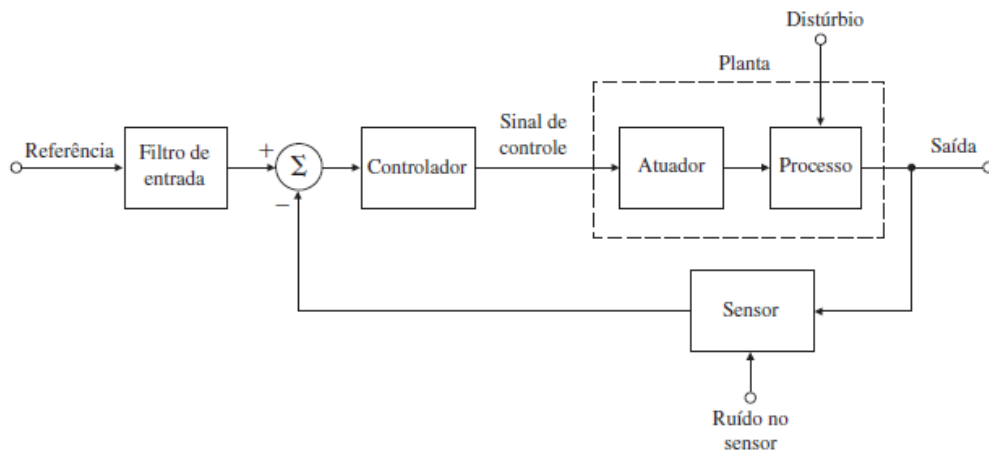 Distúrbio
Planta
Referência
Filtro de
entrada
+
Σ
−
Controlador
Sinal de
controle
Atuador
Processo
Saída
Sensor
Ruído no
sensor